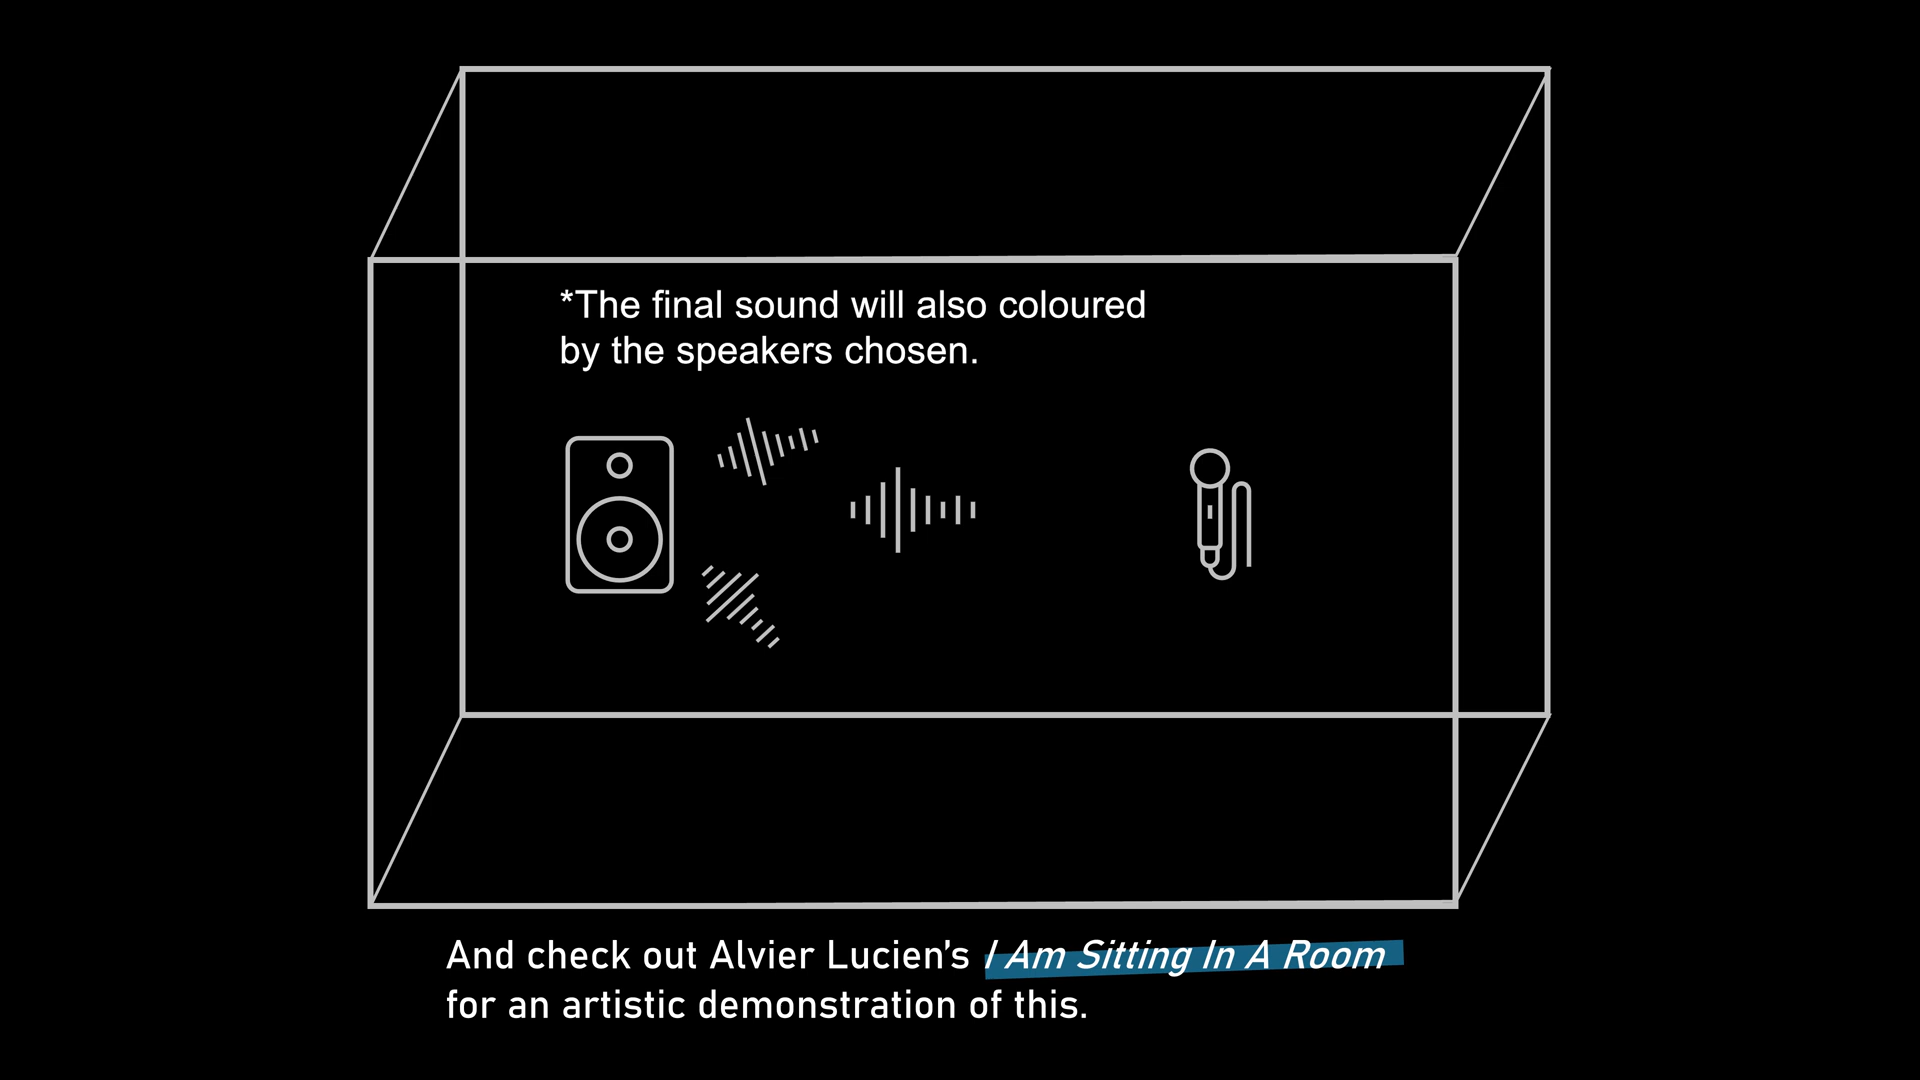 *The final sound will also coloured
by the speakers chosen.
And check out Alvier Lucien's I Am Sitting In A Room
for an artistic demonstration of this.